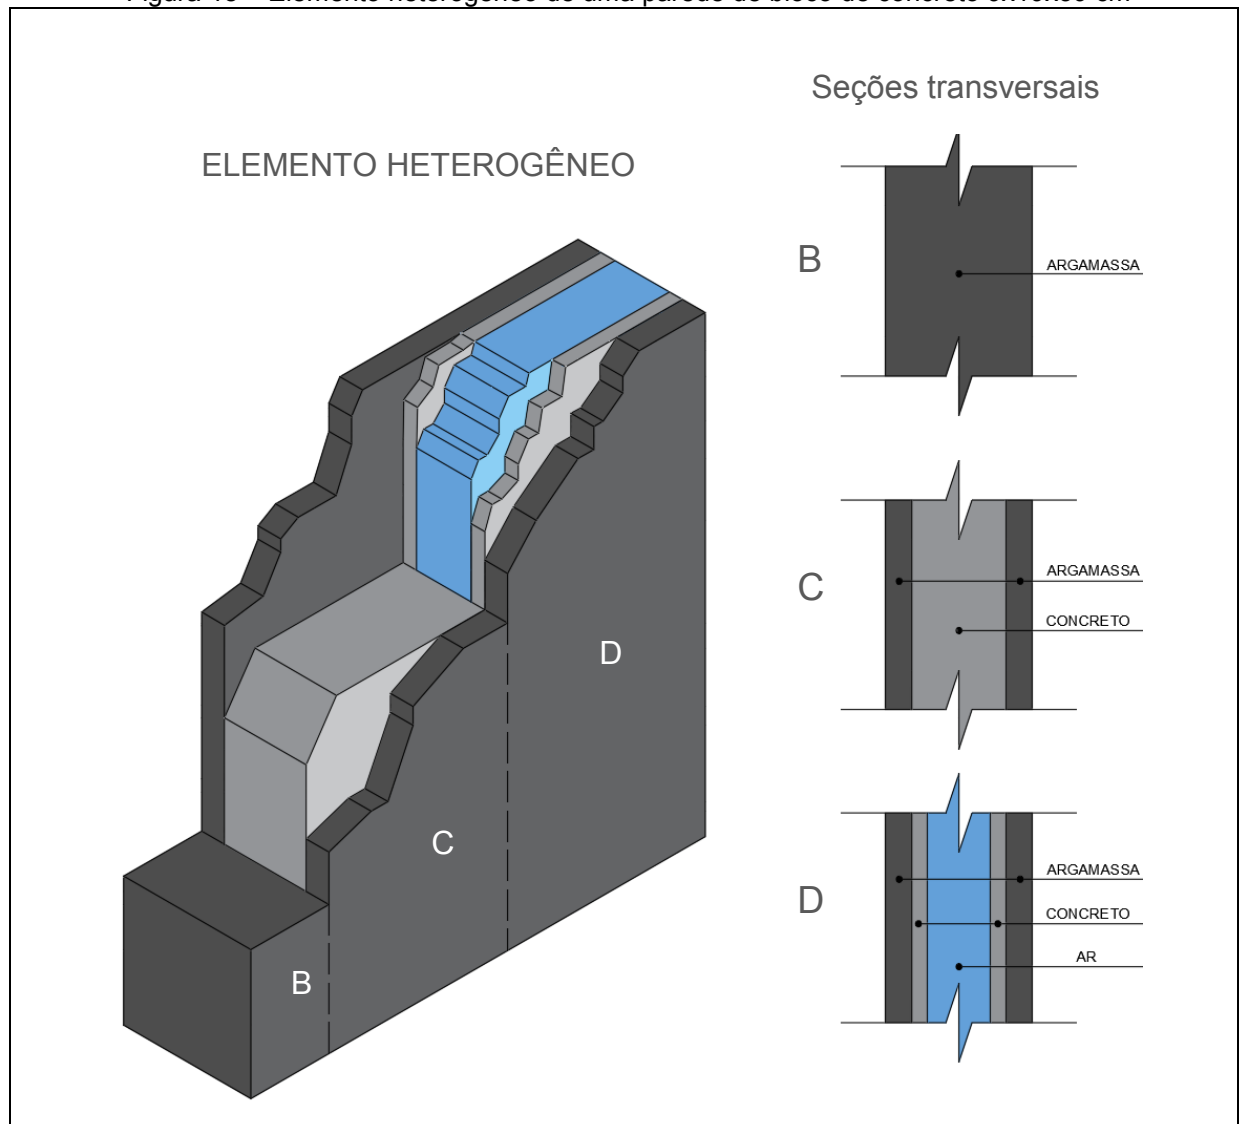 Seções transversais
ELEMENTO HETEROGÊNEO
B
ARGAMASSA
C
ARGAMASSA
CONCRETO
D
ARGAMASSA
CONCRETO
AR
D
C
B